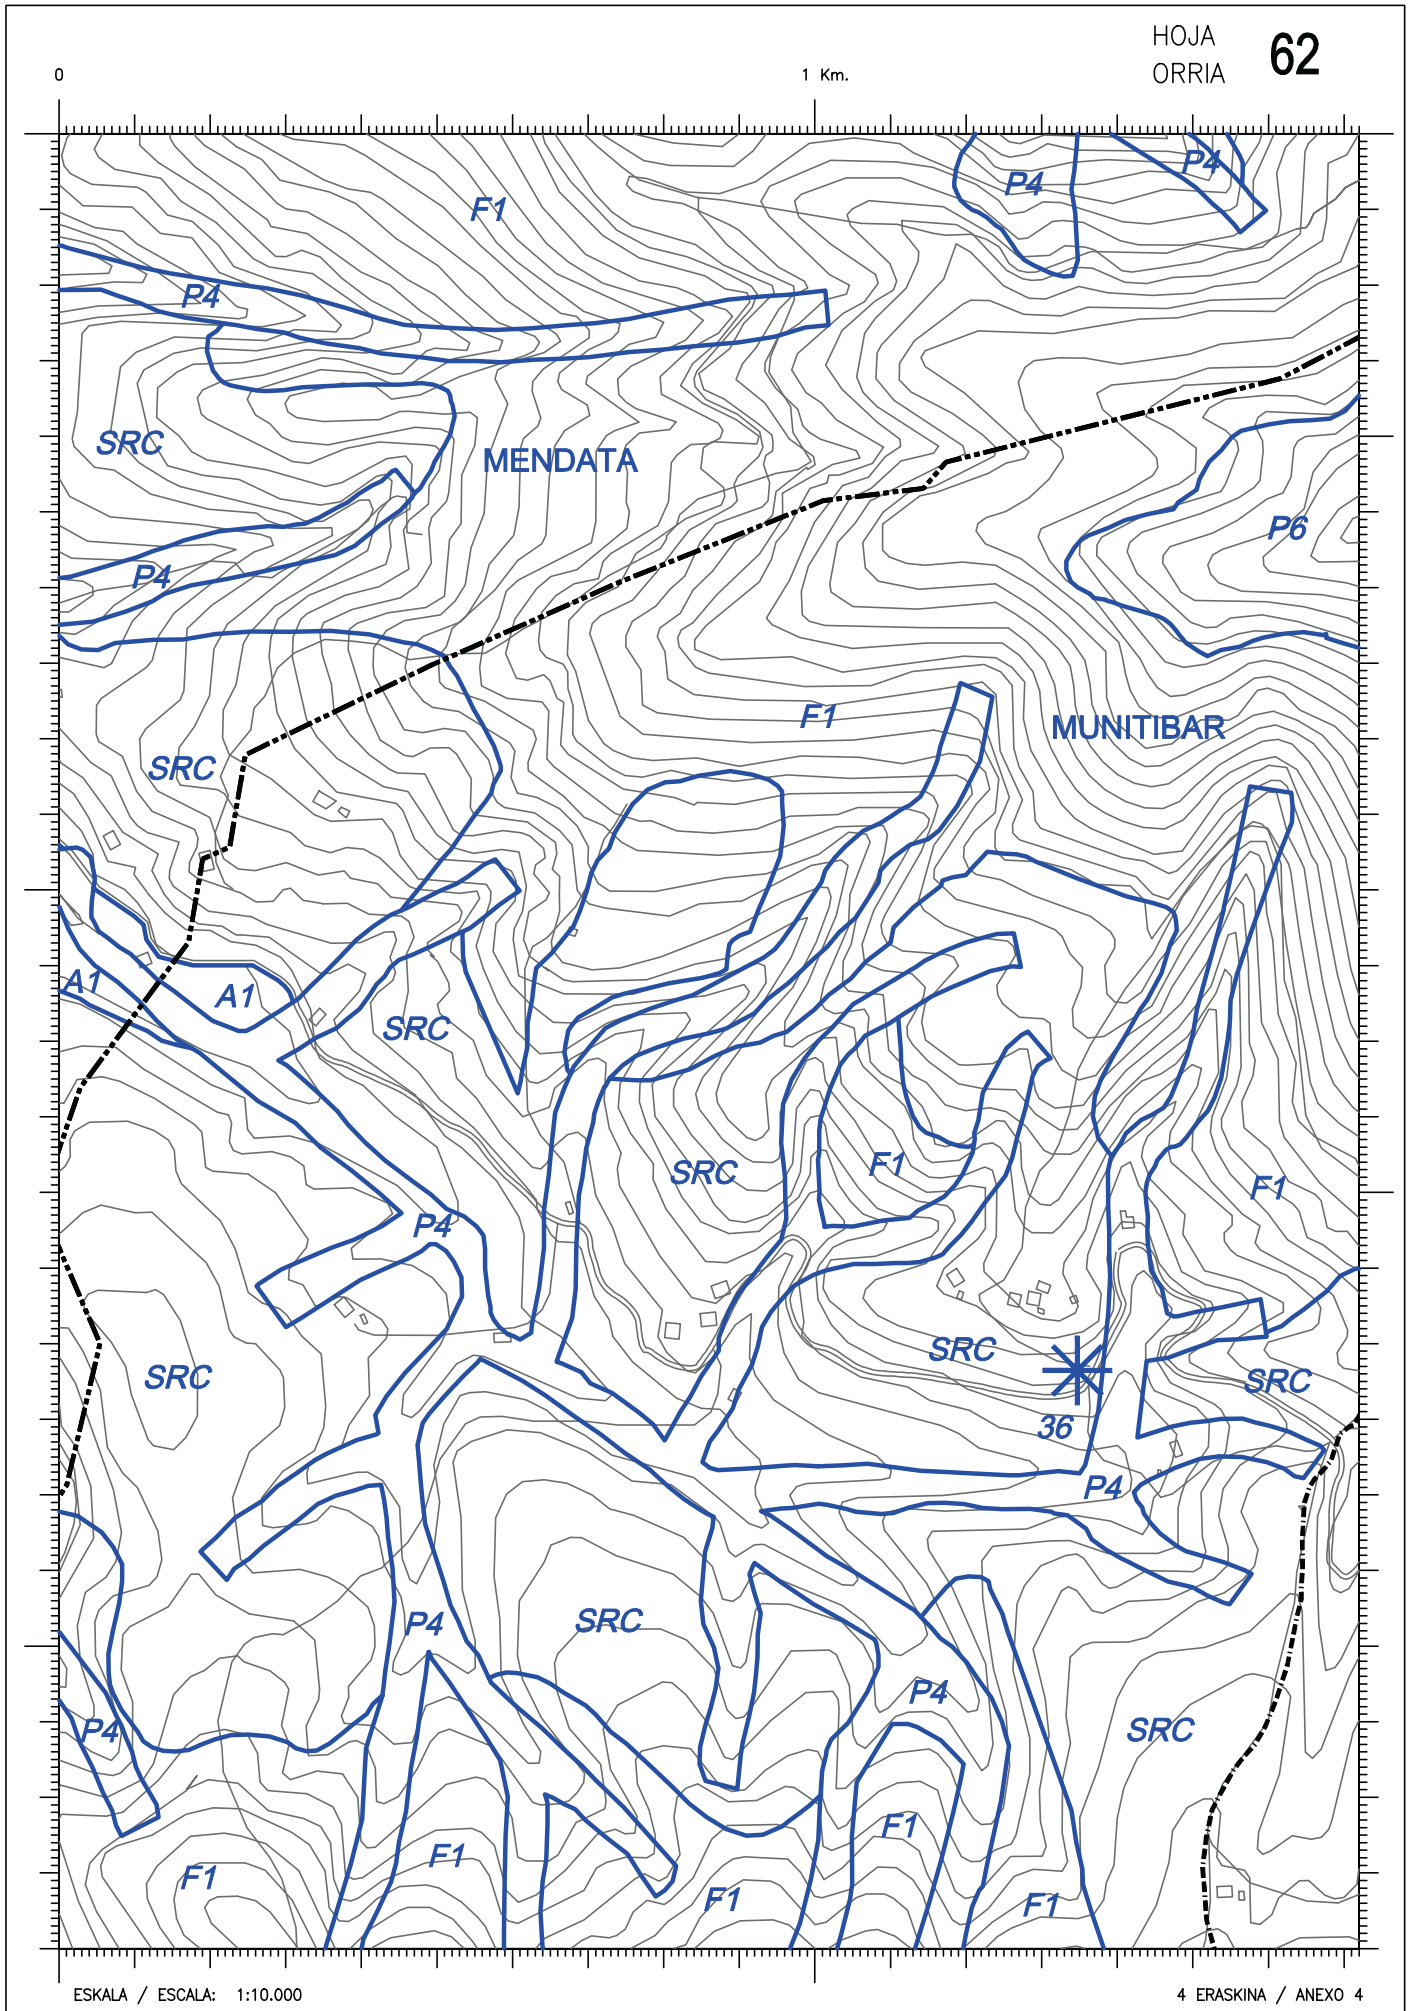 HOJA
ORRIA 62
0 1 Km.
P4
P4
F1
P4
SRC
MENDATA
P6
P4
F1
MUNITIBAR
SRC
A1
A1
SRC
SRC
F1
F1
P4
SRC
SRC
SRC
36
P4
SRC
P4
P4
SRC
P4
F1
F1
F1
F1
F1
ESKALA / ESCALA: 1:10.000
4 ERASKINA / ANEXO 4